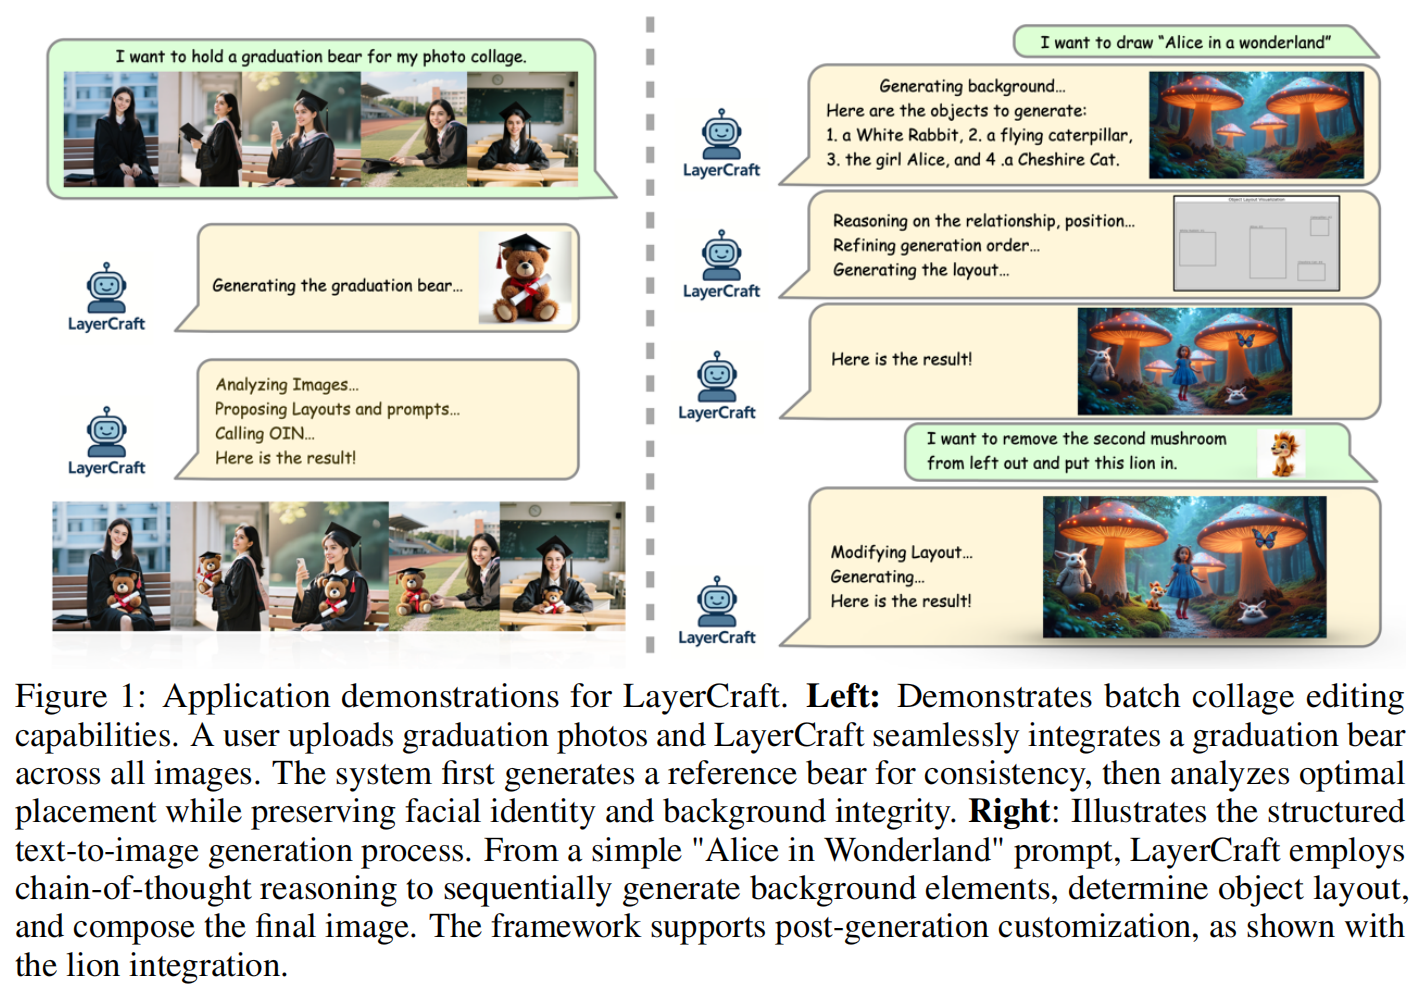 I want to hold a graduation bear for my photo collage.
LayerCraft
Generating the graduation bear...
LayerCraft
Analyzing Images...
Proposing Layouts and prompts...
Calling OIN...
Here is the result!
I want to draw “Alice in a wonderland”
LayerCraft
Generating background...
Here are the objects to generate:
1. a White Rabbit, 2. a flying caterpillar,
3. the girl Alice, and 4 .a Cheshire Cat.
LayerCraft
Reasoning on the relationship, position...
Refining generation order...
Generating the layout...
Object Layout Visualization
LayerCraft
Here is the result!
I want to remove the second mushroom
from left out and put this lion in.
LayerCraft
Modifying Layout...
Generating...
Here is the result!
Figure 1: Application demonstrations for LayerCraft. Left: Demonstrates batch collage editing
capabilities. A user uploads graduation photos and LayerCraft seamlessly integrates a graduation bear
across all images. The system first generates a reference bear for consistency, then analyzes optimal
placement while preserving facial identity and background integrity. Right: Illustrates the structured
text-to-image generation process. From a simple "Alice in Wonderland" prompt, LayerCraft employs
chain-of-thought reasoning to sequentially generate background elements, determine object layout,
and compose the final image. The framework supports post-generation customization, as shown with
the lion integration.